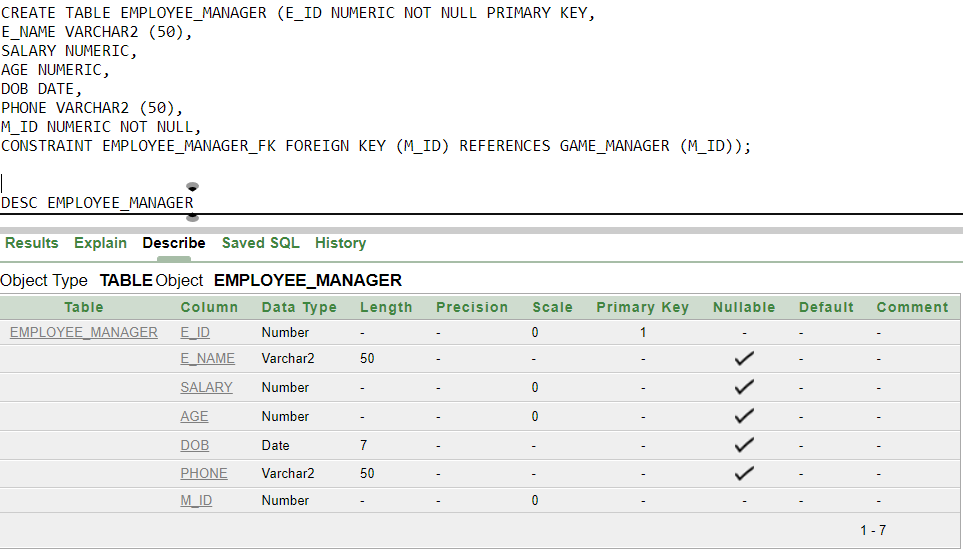 CREATE TABLE EMPLOYEE_MANAGER (E_ID NUMERIC NOT NULL PRIMARY KEY,
E_NAME VARCHAR2 (50),
SALARY NUMERIC,
AGE NUMERIC,
DOB DATE,
PHONE VARCHAR2 (50),
M_ID NUMERIC NOT NULL,
CONSTRAINT EMPLOYEE_MANAGER_FK FOREIGN KEY (M_ID) REFERENCES GAME_MANAGER (M_ID));
DESC EMPLOYEE_MANAGER
Results Explain Describe Saved SQL History
Object Type TABLE Object EMPLOYEE_MANAGER
Table Column Data Type Length Precision Scale Primary Key Nullable Default Comment
EMPLOYEE_MANAGER E_ID Number - - 0 1 - - -
E_NAME Varchar2 50 - - - ✓ - -
SALARY Number - - 0 - ✓ - -
AGE Number - - 0 - ✓ - -
DOB Date 7 - - - ✓ - -
PHONE Varchar2 50 - - - ✓ - -
M_ID Number - - 0 - - - -
1 - 7